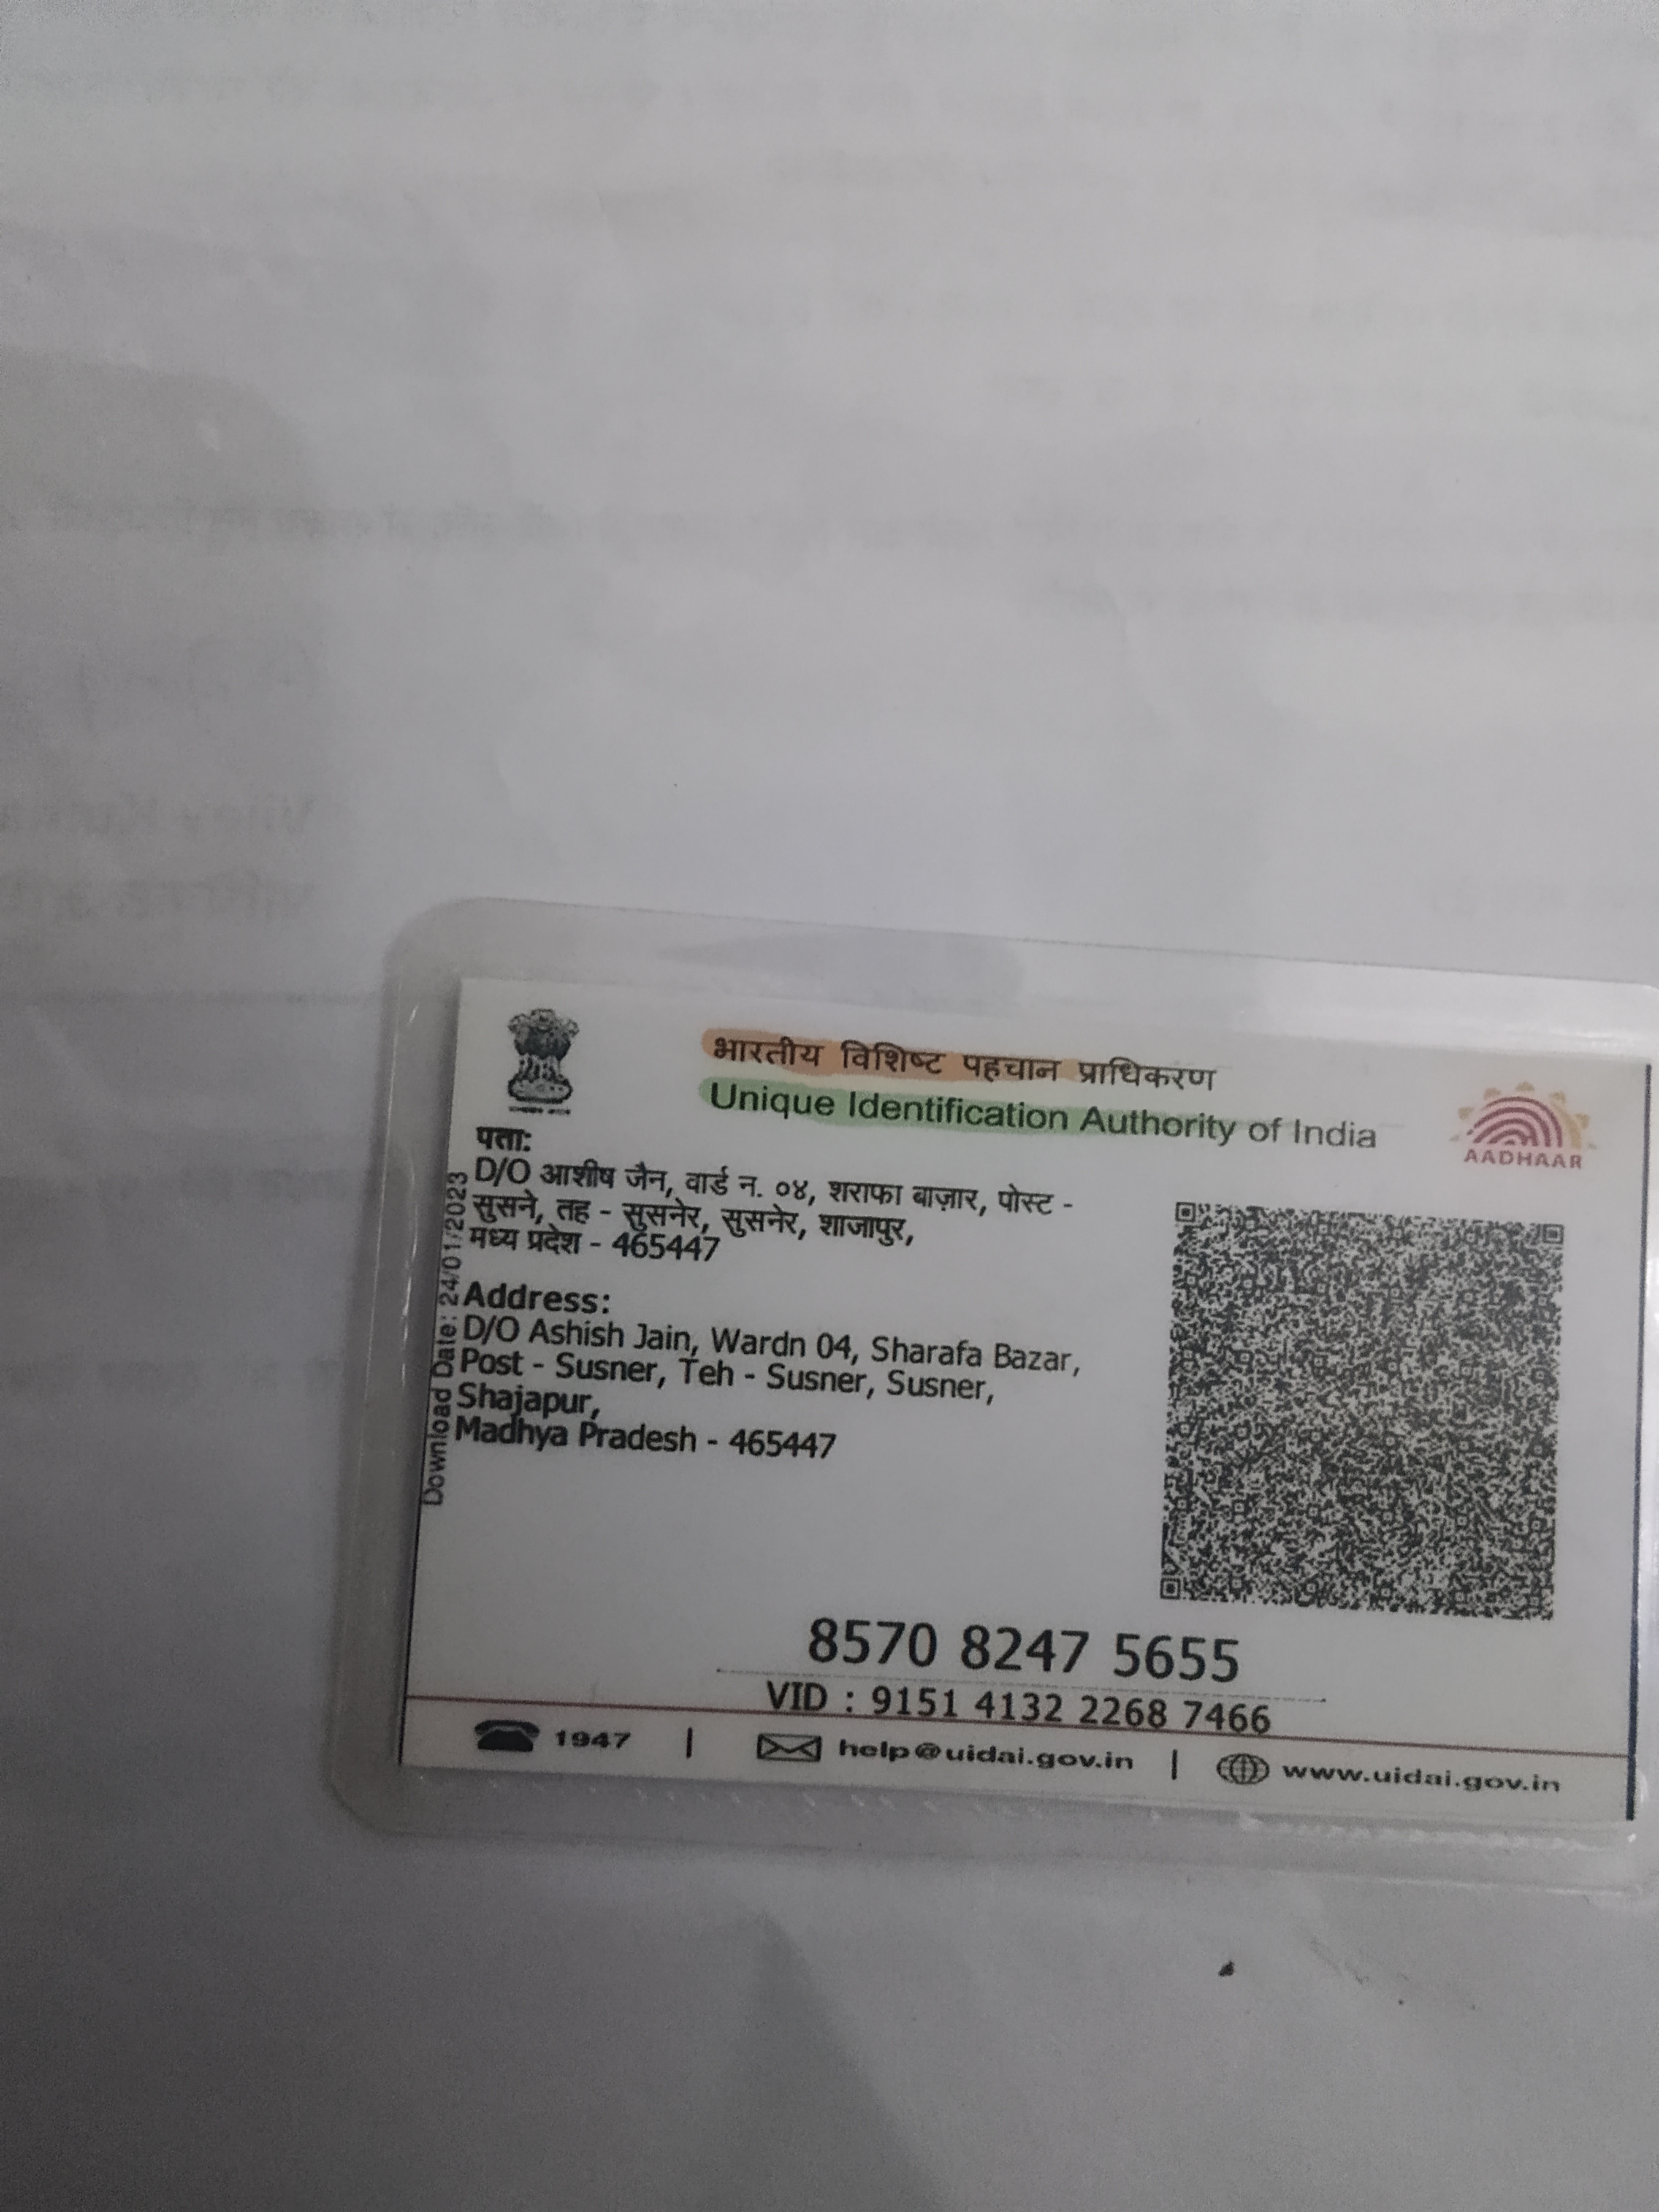 भारतीय विशिष्ट पहचान प्राधिकरण
Unique Identification Authority of India
AADHAAR
पता:
D/O आशीष जैन, वार्ड न. ०४, शराफा बाज़ार, पोस्ट -
सुसने, तह - सुसनेर, सुसनेर, शाजापुर,
मध्य प्रदेश - 465447
Address:
D/O Ashish Jain, Wardn 04, Sharafa Bazar,
Post - Susner, Teh - Susner, Susner,
Shajapur,
Madhya Pradesh - 465447
Download Date: 24/01/2023
8570 8247 5655
VID : 9151 4132 2268 7466
1947 | help@uidai.gov.in | www.uidai.gov.in